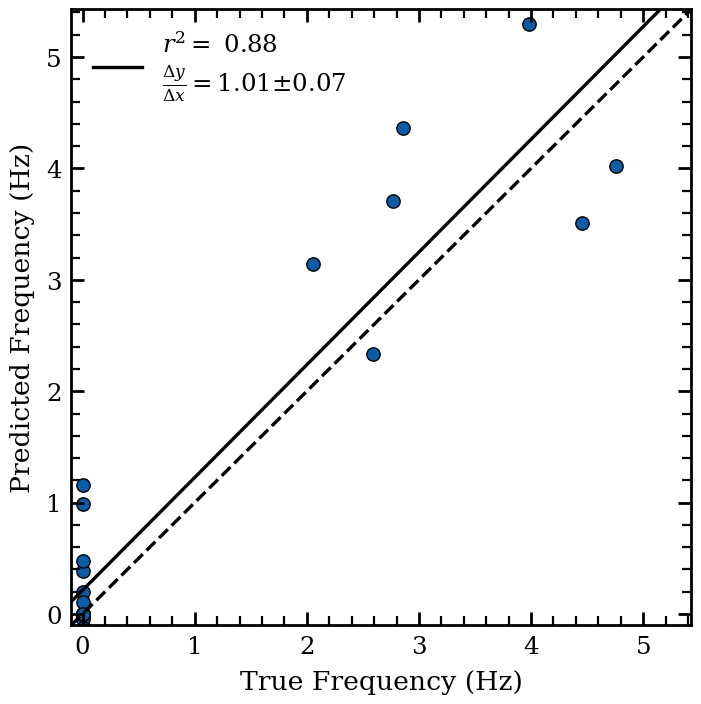 r² = 0.88
Δy/Δx = 1.01±0.07
5
4
3
2
1
0
Predicted Frequency (Hz)
0 1 2 3 4 5
True Frequency (Hz)